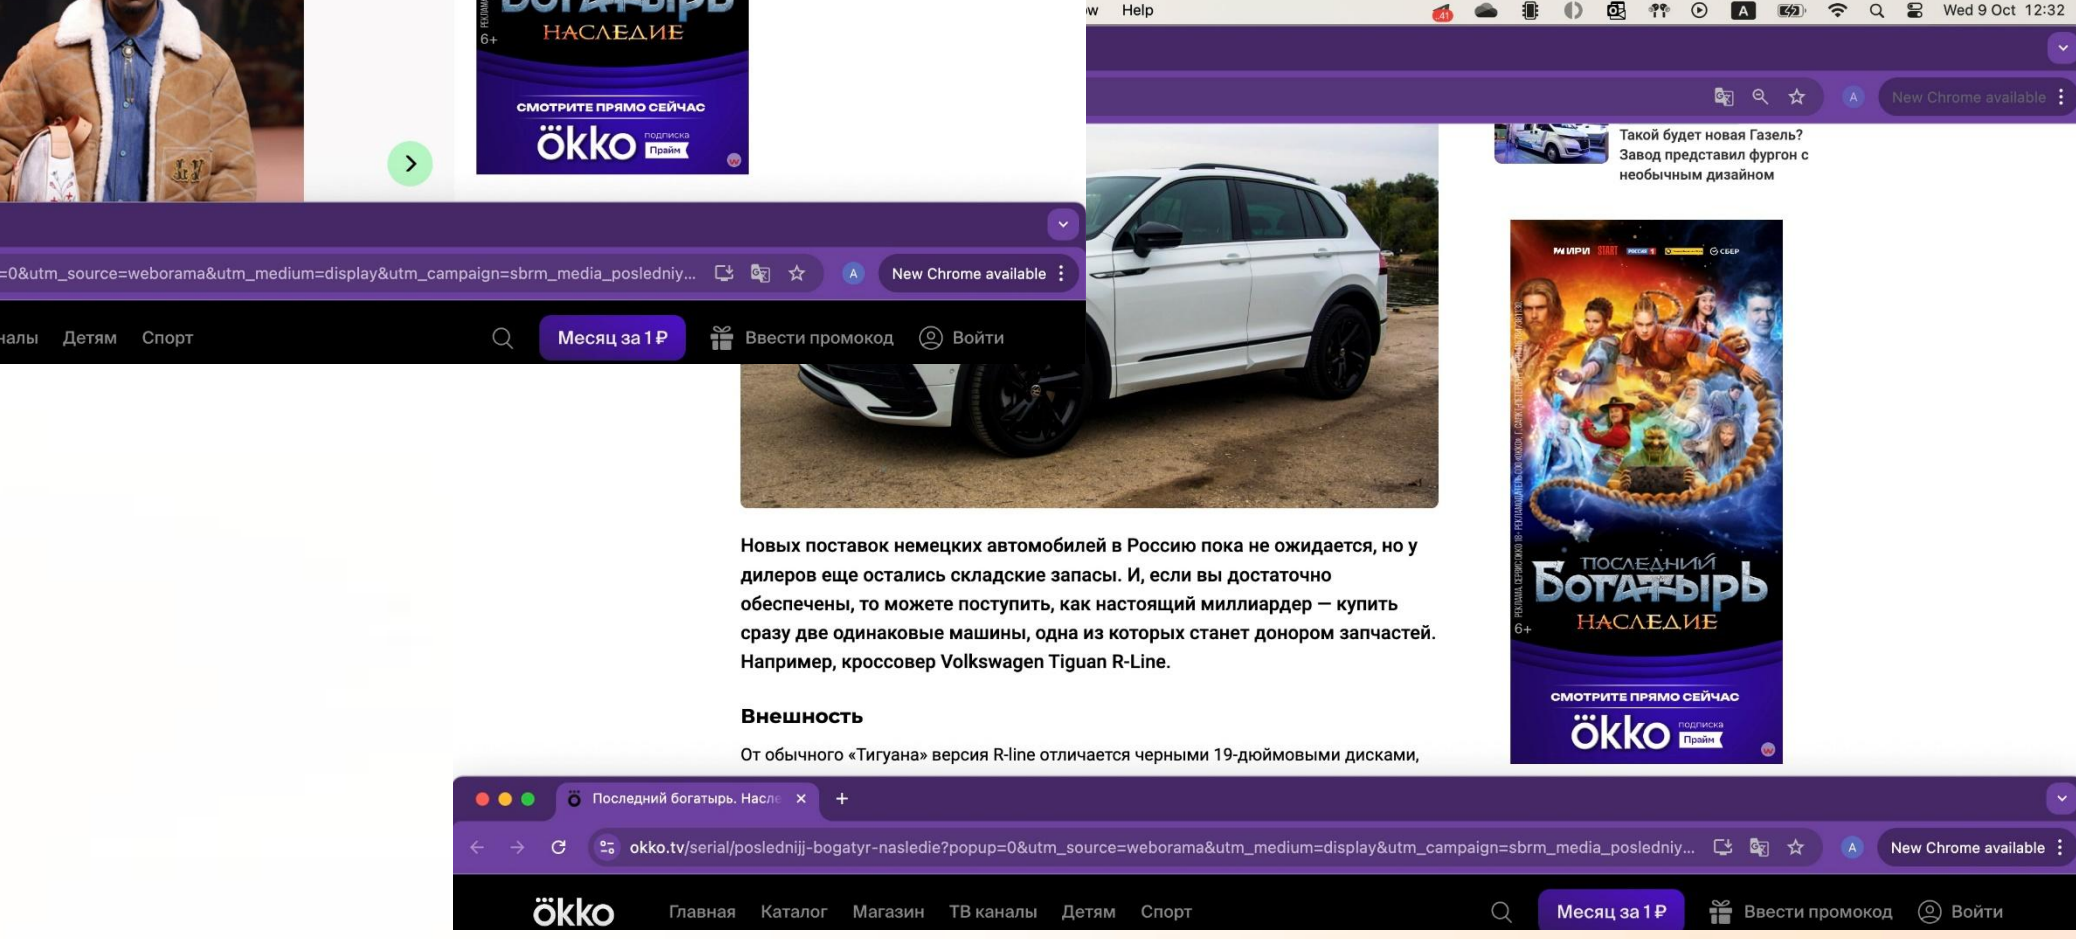 БОГАТЫРЬ
НАСЛЕДИЕ
6+
СМОТРИТЕ ПРЯМО СЕЙЧАС
ökko подписка Прайм
Help
A
Wed 9 Oct 12:32
A
New Chrome available
Такой будет новая Газель?
Завод представил фургон с
необычным дизайном
=0&utm_source=weborama&utm_medium=display&utm_campaign=sbrm_media_posledniy...
A
New Chrome available
налы Детям Спорт
Месяц за 1 ₽
Ввести промокод
Войти
ИРИ START РОССИЯ 1 СБЕР
ПОСЛЕДНИЙ
БОГАТЫРЬ
НАСЛЕДИЕ
6+
СМОТРИТЕ ПРЯМО СЕЙЧАС
ökko подписка Прайм
Новых поставок немецких автомобилей в Россию пока не ожидается, но у
дилеров еще остались складские запасы. И, если вы достаточно
обеспечены, то можете поступить, как настоящий миллиардер — купить
сразу две одинаковые машины, одна из которых станет донором запчастей.
Например, кроссовер Volkswagen Tiguan R-Line.
Внешность
От обычного «Тигуана» версия R-line отличается черными 19-дюймовыми дисками,
Последний богатырь. Насле
okko.tv/serial/poslednijj-bogatyr-nasledie?popup=0&utm_source=weborama&utm_medium=display&utm_campaign=sbrm_media_posledniy...
A
New Chrome available
ökko Главная Каталог Магазин ТВ каналы Детям Спорт
Месяц за 1 ₽
Ввести промокод
Войти